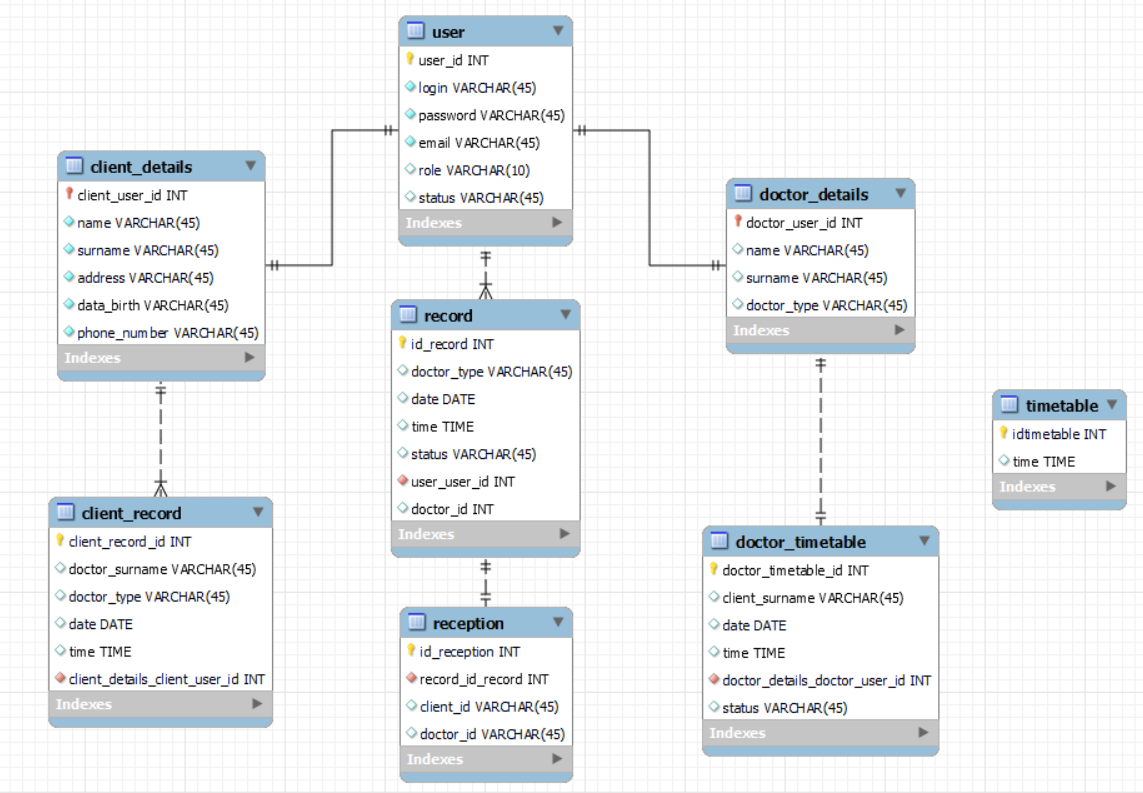 user
user_id INT
login VARCHAR(45)
password VARCHAR(45)
email VARCHAR(45)
role VARCHAR(10)
status VARCHAR(45)
Indexes
client_details
client_user_id INT
name VARCHAR(45)
surname VARCHAR(45)
address VARCHAR(45)
data_birth VARCHAR(45)
phone_number VARCHAR(45)
Indexes
doctor_details
doctor_user_id INT
name VARCHAR(45)
surname VARCHAR(45)
doctor_type VARCHAR(45)
Indexes
record
id_record INT
doctor_type VARCHAR(45)
date DATE
time TIME
status VARCHAR(45)
user_user_id INT
doctor_id INT
Indexes
timetable
idtimetable INT
time TIME
Indexes
client_record
client_record_id INT
doctor_surname VARCHAR(45)
doctor_type VARCHAR(45)
date DATE
time TIME
client_details_client_user_id INT
Indexes
reception
id_reception INT
record_id_record INT
client_id VARCHAR(45)
doctor_id VARCHAR(45)
Indexes
doctor_timetable
doctor_timetable_id INT
client_surname VARCHAR(45)
date DATE
time TIME
doctor_details_doctor_user_id INT
status VARCHAR(45)
Indexes